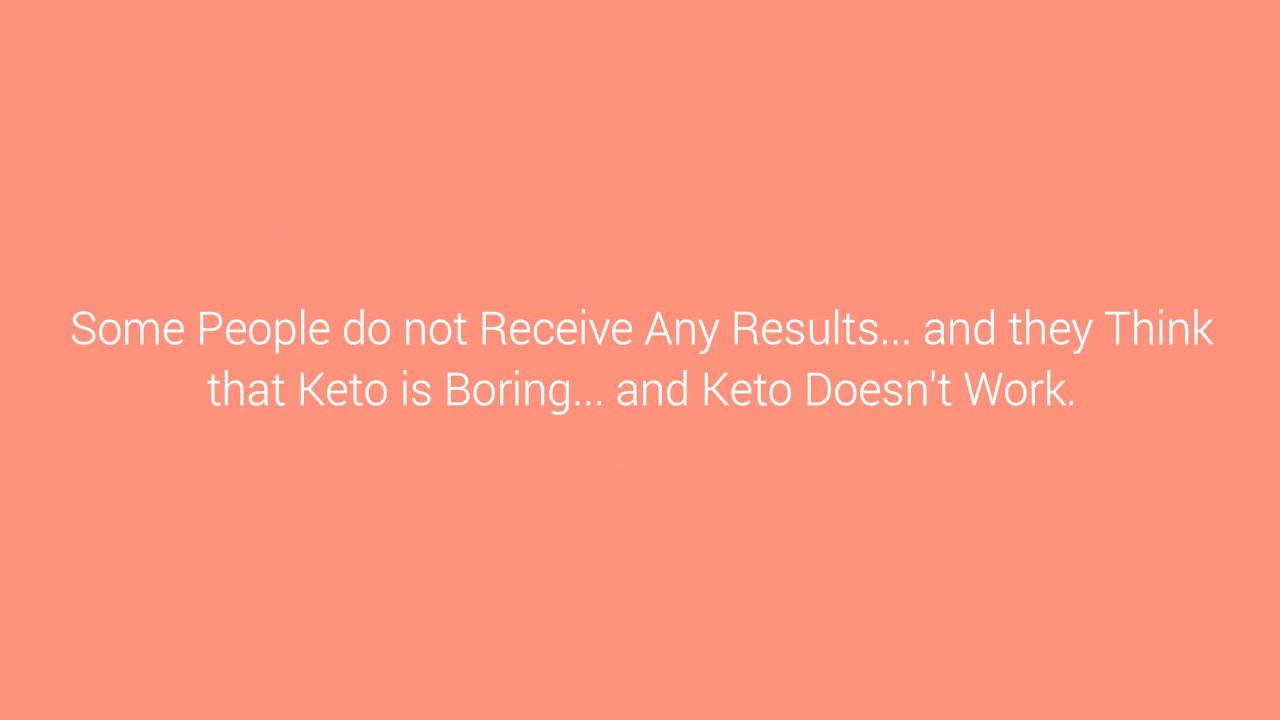 Some People do not Receive Any Results... and they Think
that Keto is Boring... and Keto Doesn't Work.